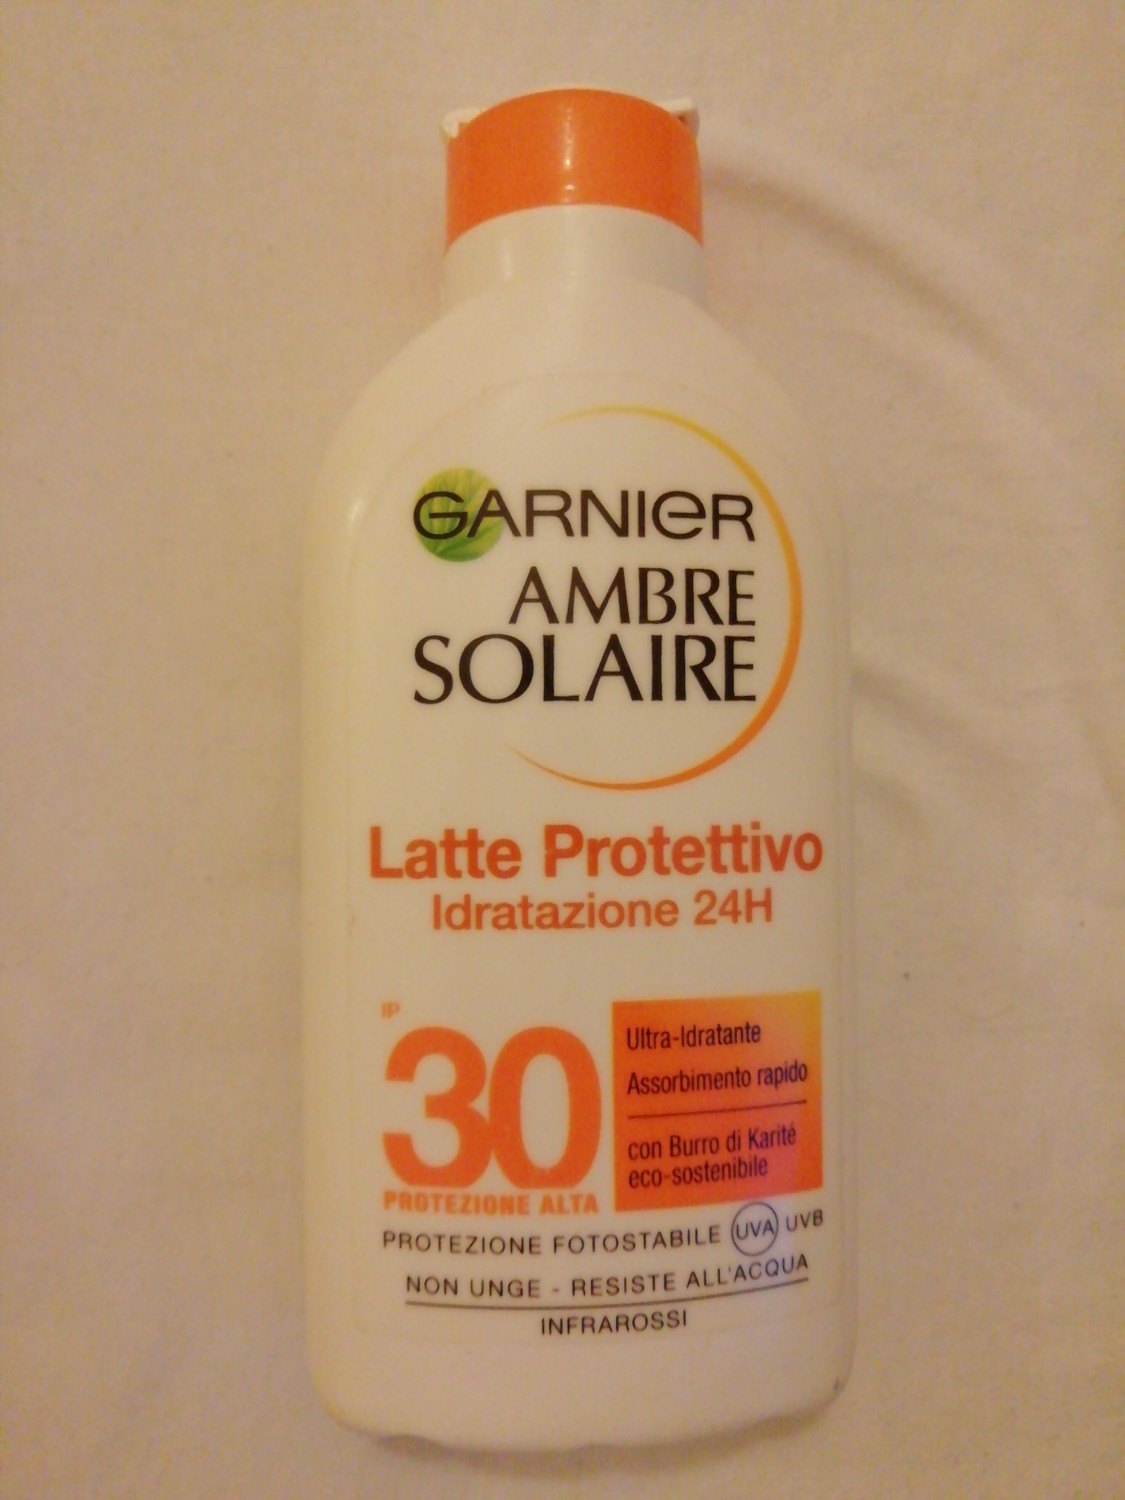 GARNIER
AMBRE
SOLAIRE
Latte Protettivo
Idratazione 24H
IP
30
PROTEZIONE ALTA
Ultra-Idratante
Assorbimento rapido
con Burro di Karité
eco-sostenibile
PROTEZIONE FOTOSTABILE UVA UVB
NON UNGE - RESISTE ALL'ACQUA
INFRAROSSI